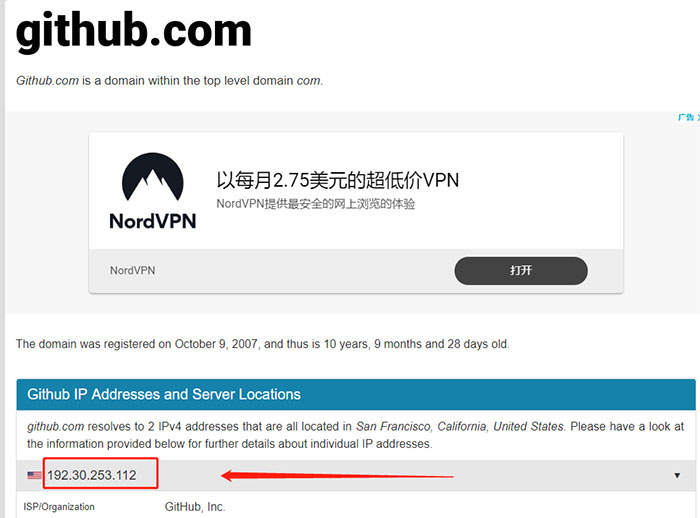 github.com
Github.com is a domain within the top level domain com.
广告
NordVPN
以每月2.75美元的超低价VPN
NordVPN提供最安全的网上浏览的体验
NordVPN
打开
The domain was registered on October 9, 2007, and thus is 10 years, 9 months and 28 days old.
Github IP Addresses and Server Locations
github.com resolves to 2 IPv4 addresses that are all located in San Francisco, California, United States. Please have a look at
the information provided below for further details about individual IP addresses.
192.30.253.112
ISP/Organization GitHub, Inc.